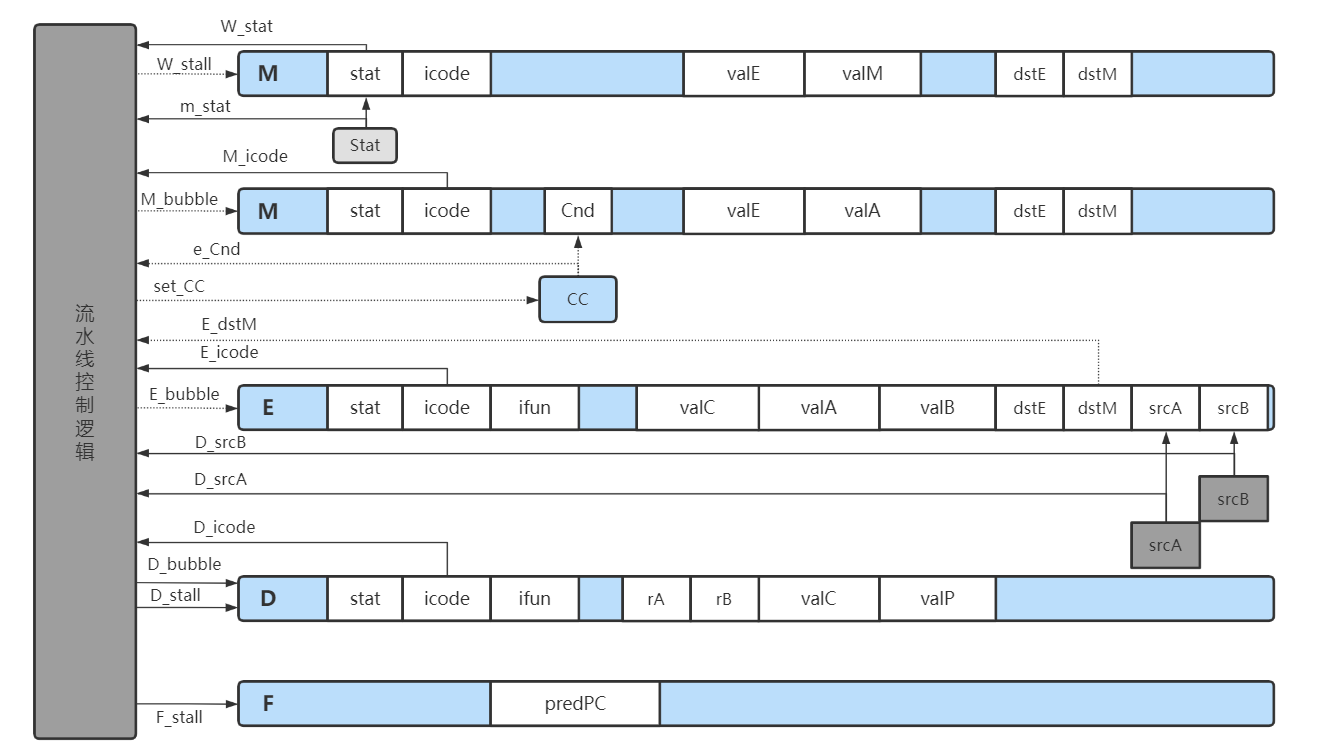 W_stat
W_stall
M
stat
icode
valE
valM
dstE
dstM
m_stat
Stat
M_icode
M_bubble
M
stat
icode
Cnd
valE
valA
dstE
dstM
e_Cnd
set_CC
CC
流水线控制逻辑
E_dstM
E_icode
E_bubble
E
stat
icode
ifun
valC
valA
valB
dstE
dstM
srcA
srcB
D_srcB
D_srcA
srcB
srcA
D_icode
D_bubble
D_stall
D
stat
icode
ifun
rA
rB
valC
valP
F
predPC
F_stall